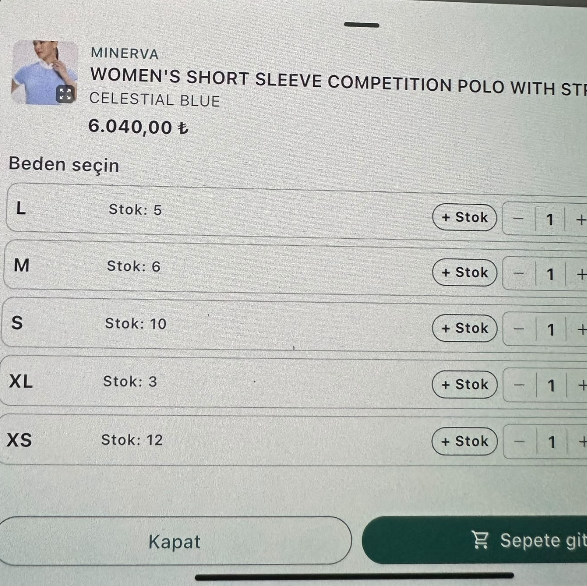 MINERVA
WOMEN'S SHORT SLEEVE COMPETITION POLO WITH
CELESTIAL BLUE
6.040,00 ₺
Beden seçin
L Stok: 5 + Stok − 1 +
M Stok: 6 + Stok − 1 +
S Stok: 10 + Stok − 1 +
XL Stok: 3 + Stok − 1 +
XS Stok: 12 + Stok − 1 +
Kapat Sepete git